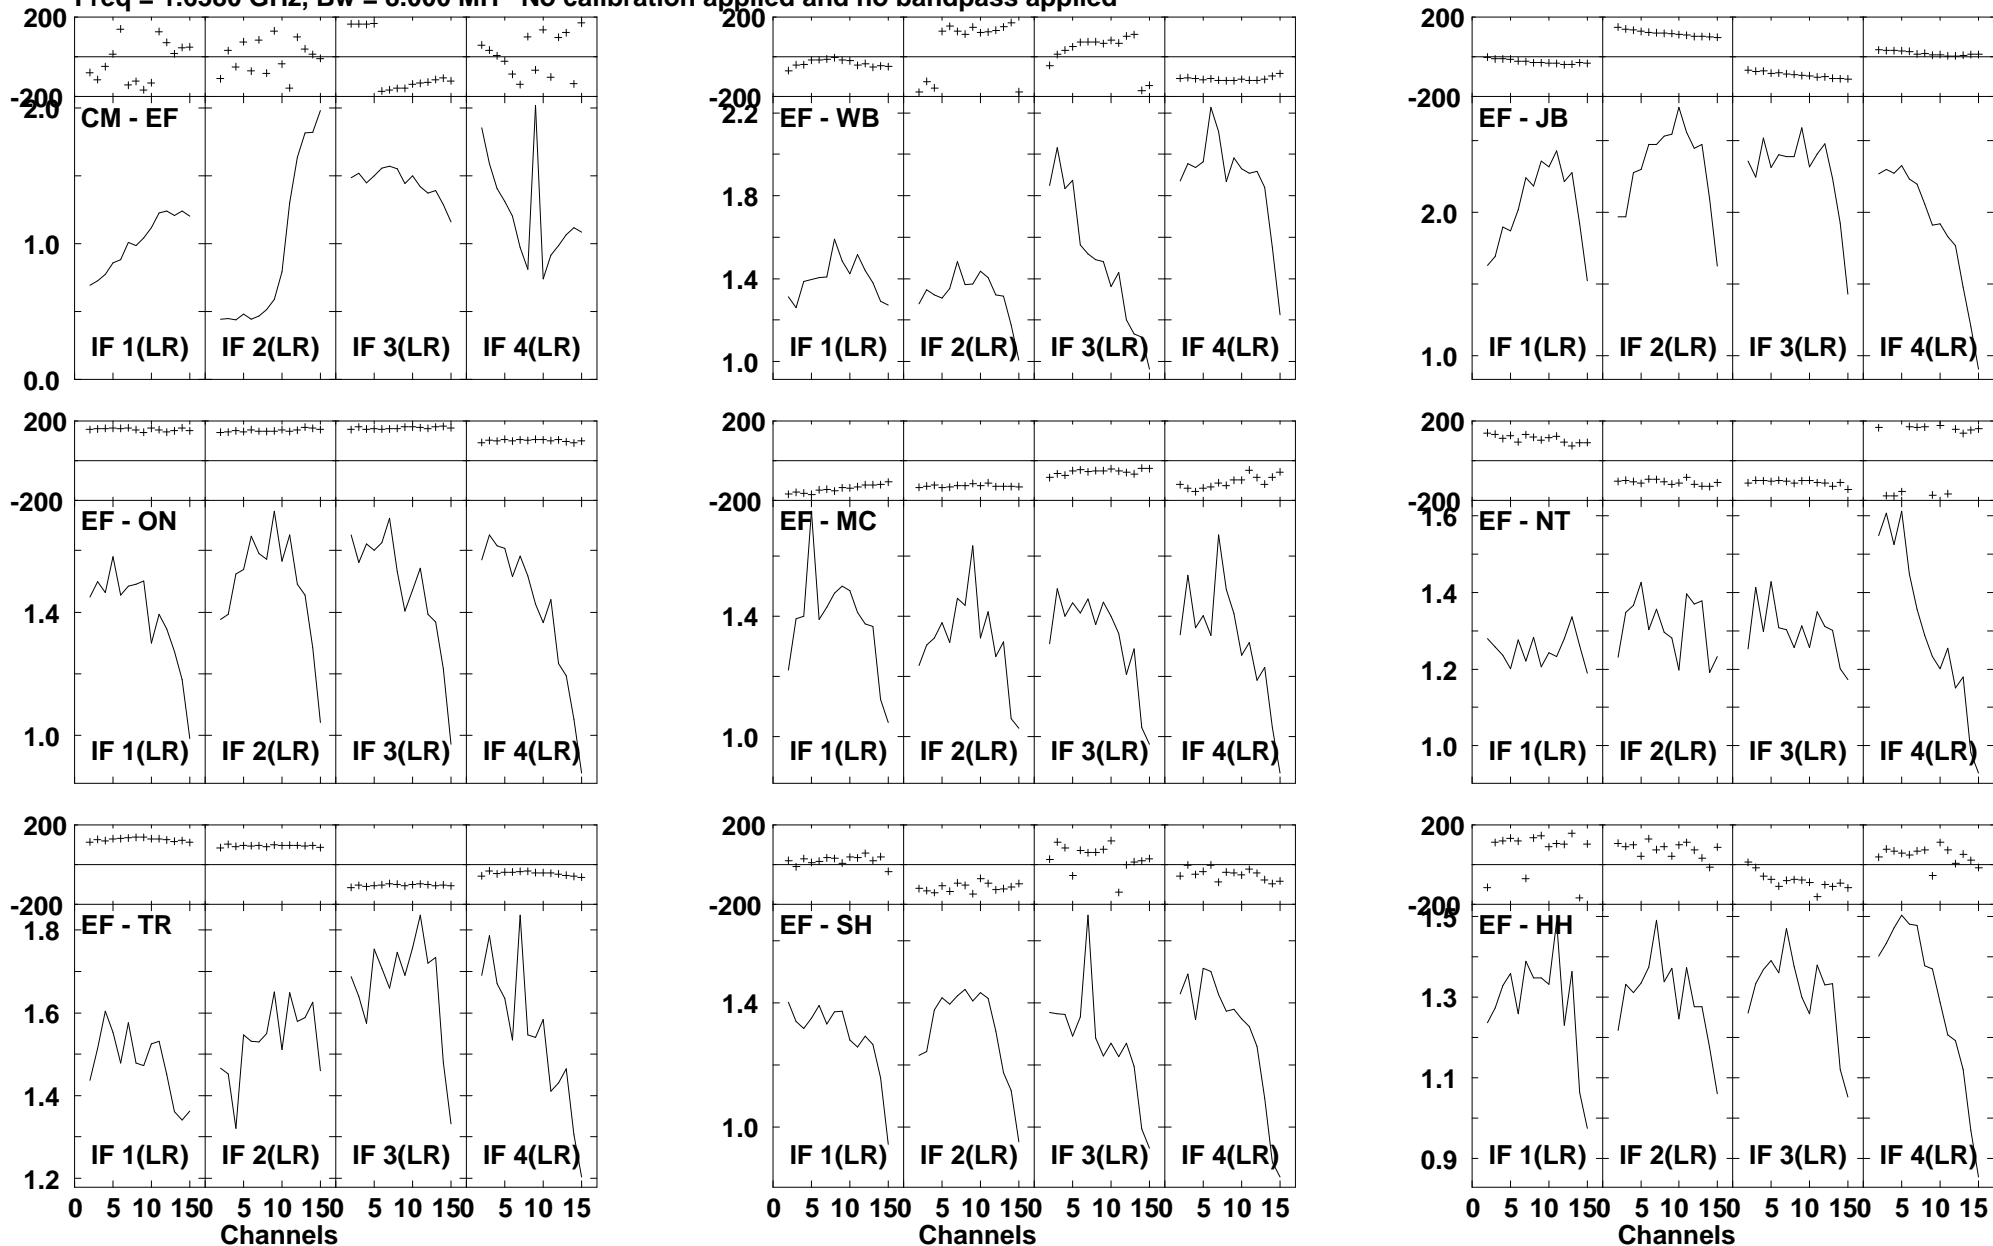 Freq = 1.6380 GHz, Bw = 8.000 MH No calibration applied and no bandpass applied
200 200 200
-200 -200 -200
2.0 CM - EF 2.2 EF - WB EF - JB
1.8 2.0
1.0 1.4
IF 1(LR) IF 2(LR) IF 3(LR) IF 4(LR) IF 1(LR) IF 2(LR) IF 3(LR) IF 4(LR) IF 1(LR) IF 2(LR) IF 3(LR) IF 4(LR)
0.0 1.0 1.0
200 200 200
-200 -200 -200
EF - ON EF - MC 1.6 EF - NT
1.4 1.4 1.4
1.2
1.0 1.0 1.0
IF 1(LR) IF 2(LR) IF 3(LR) IF 4(LR) IF 1(LR) IF 2(LR) IF 3(LR) IF 4(LR) IF 1(LR) IF 2(LR) IF 3(LR) IF 4(LR)
200 200 200
-200 -200 -200
1.8 EF - TR EF - SH 1.5 EF - HH
1.6 1.4 1.3
1.4 1.0 1.1
IF 1(LR) IF 2(LR) IF 3(LR) IF 4(LR) IF 1(LR) IF 2(LR) IF 3(LR) IF 4(LR) IF 1(LR) IF 2(LR) IF 3(LR) IF 4(LR)
1.2 0.9
0 5 10 150 5 10 150 5 10 150 5 10 15 0 5 10 150 5 10 150 5 10 150 5 10 15 0 5 10 150 5 10 150 5 10 150 5 10 15
Channels Channels Channels